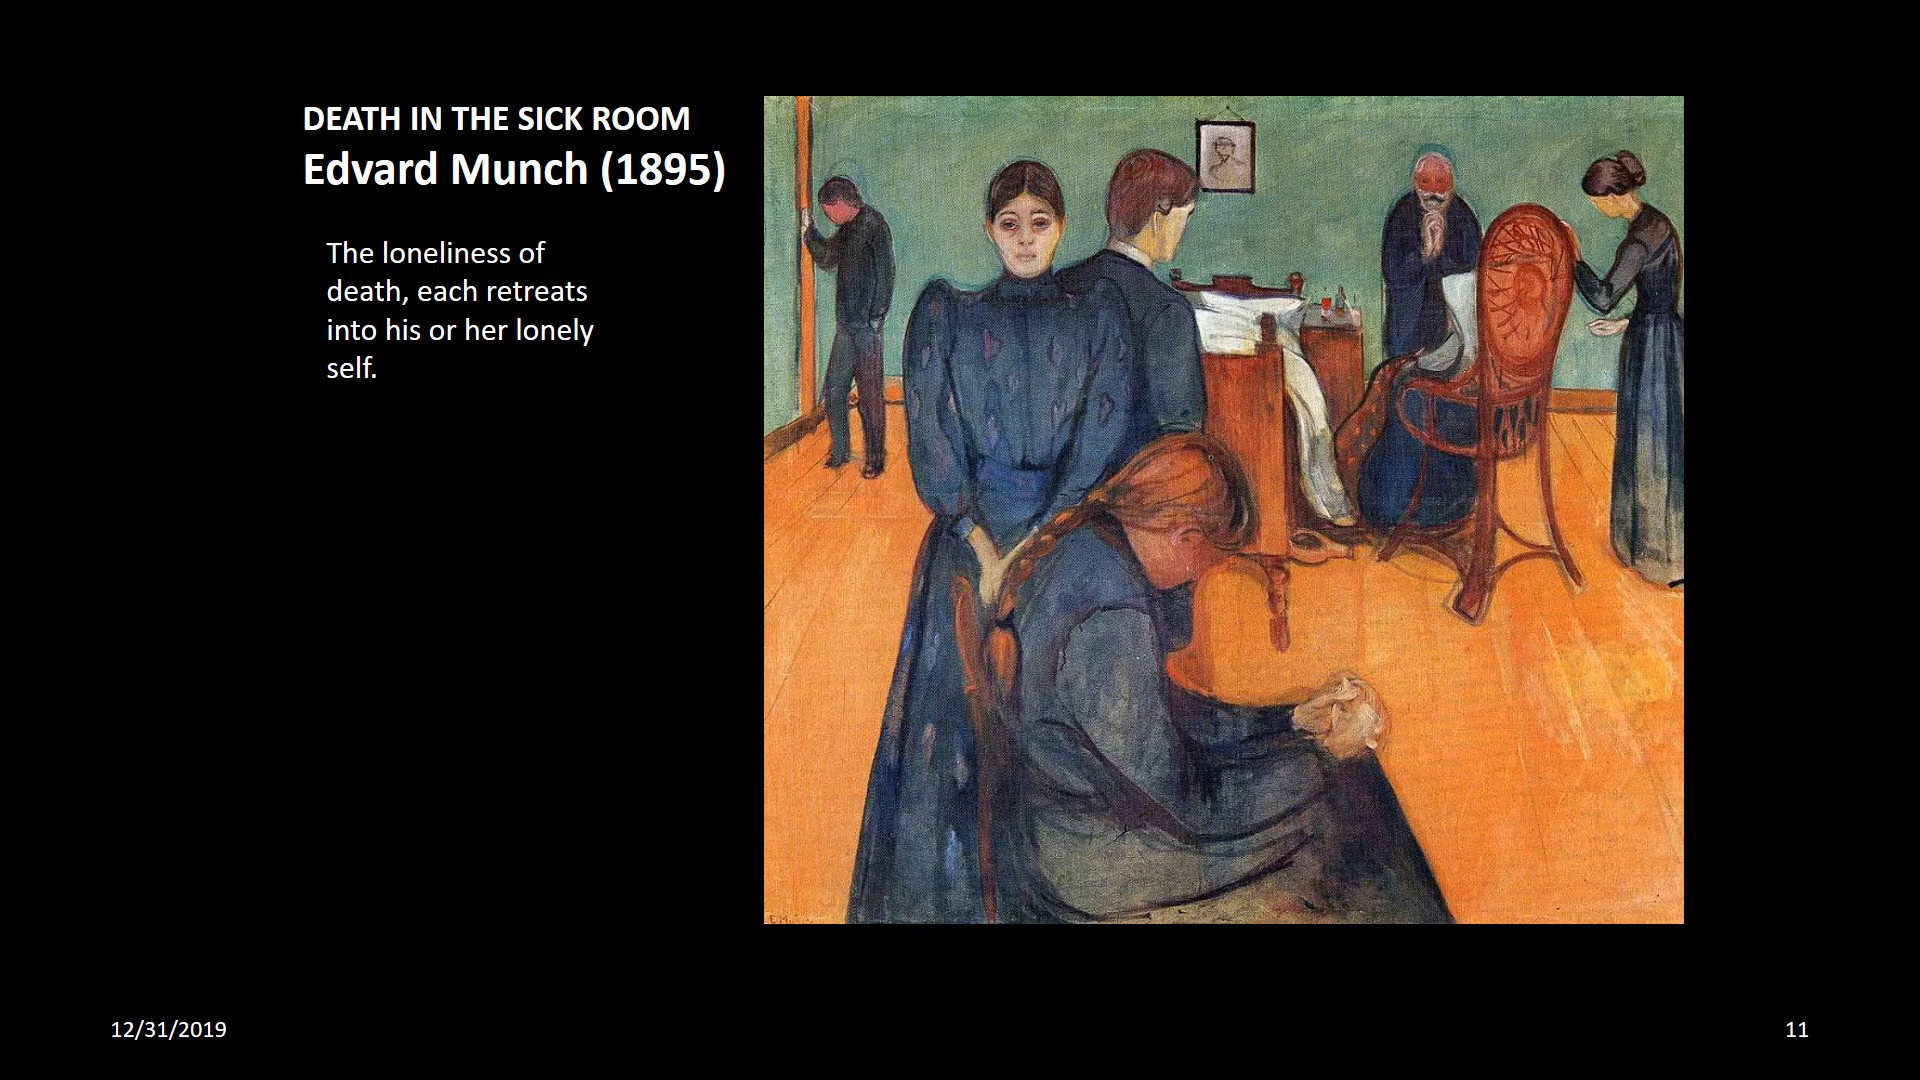 DEATH IN THE SICK ROOM
Edvard Munch (1895)
The loneliness of
death, each retreats
into his or her lonely
self.
12/31/2019
11